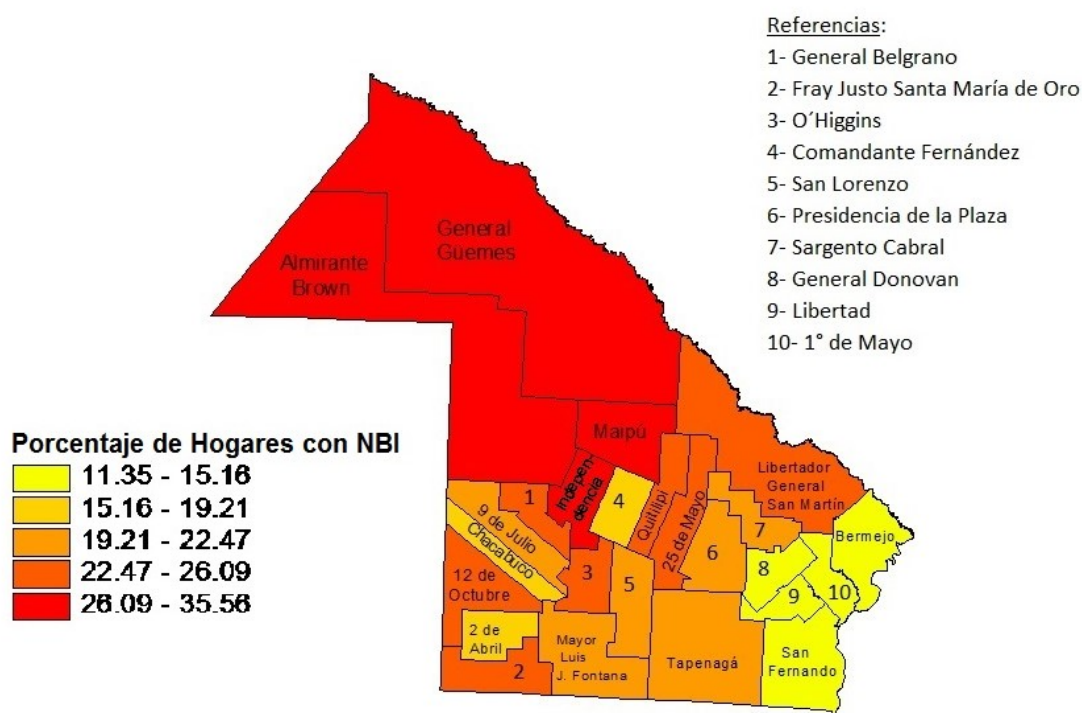 Referencias:
1- General Belgrano
2- Fray Justo Santa María de Oro
3- O´Higgins
4- Comandante Fernández
5- San Lorenzo
6- Presidencia de la Plaza
7- Sargento Cabral
8- General Donovan
9- Libertad
10- 1° de Mayo
General
Güemes
Almirante
Brown
Maipú
Porcentaje de Hogares con NBI
11.35 - 15.16
15.16 - 19.21
19.21 - 22.47
22.47 - 26.09
26.09 - 35.56
Libertador
General
San Martín
Indepen-
dencia
4
Quitilipi
25 de Mayo
1
9 de Julio
Chacabuco
7
Bermejo
6
8
12 de
Octubre
3
5
9
10
2 de
Abril
Mayor
Luis
J. Fontana
Tapenagá
San
Fernando
2